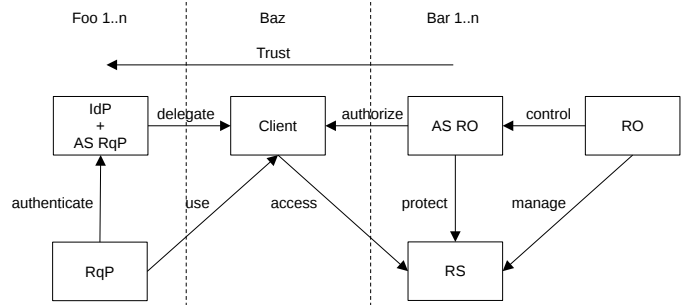 Foo 1..n
Baz
Bar 1..n
Trust
IdP
+
AS RqP
delegate
Client
authorize
AS RO
control
RO
authenticate
use
access
protect
manage
RqP
RS